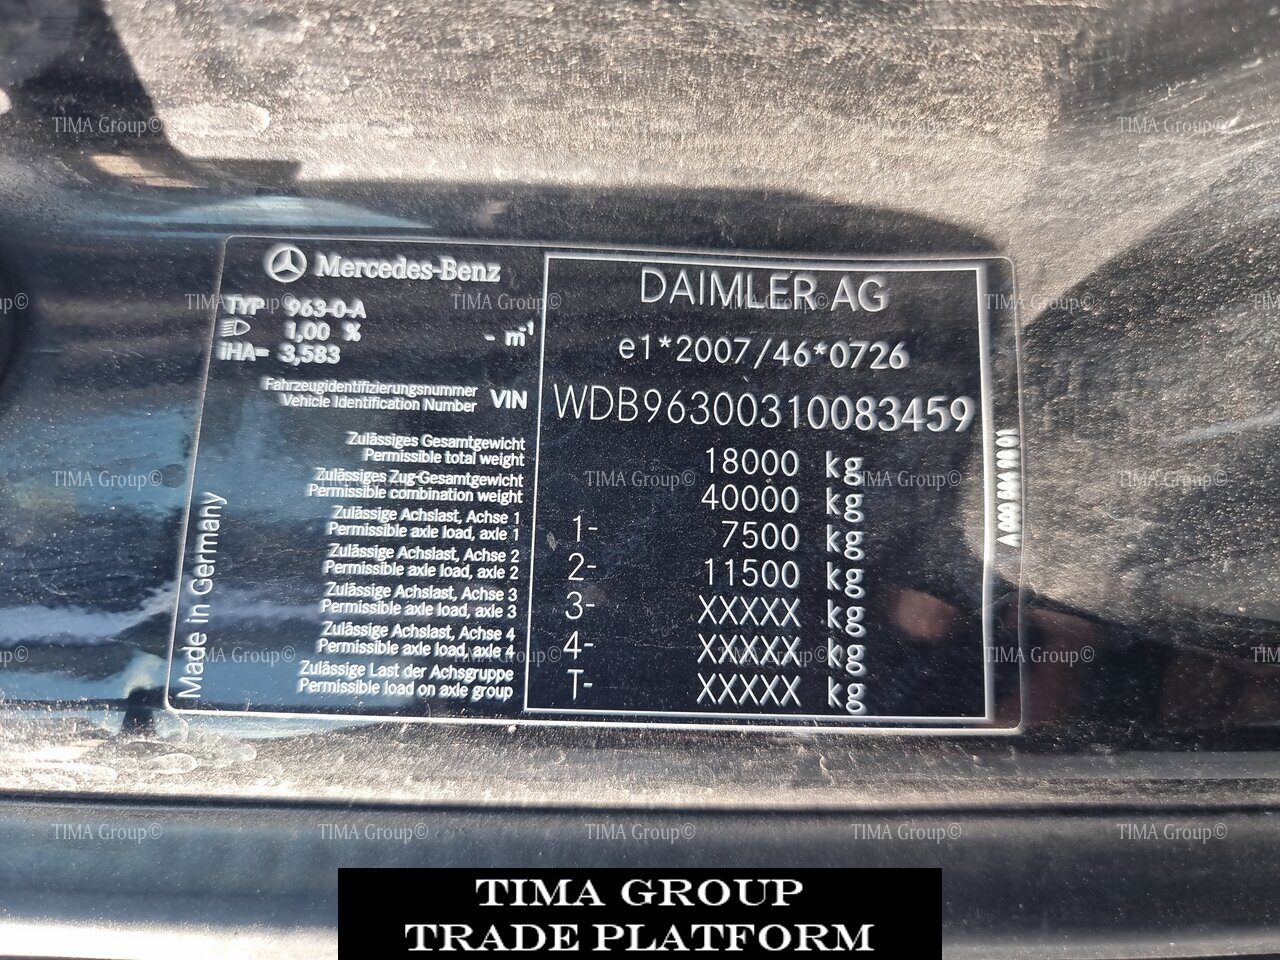 Mercedes-Benz
TYP 963-0-A
1,00 % - m-1
iHA= 3,583
Fahrzeugidentifizierungsnummer
Vehicle Identification Number VIN
Zulässiges Gesamtgewicht
Permissible total weight
Zulässiges Zug-Gesamtgewicht
Permissible combination weight
Zulässige Achslast, Achse 1
Permissible axle load, axle 1
Zulässige Achslast, Achse 2
Permissible axle load, axle 2
Zulässige Achslast, Achse 3
Permissible axle load, axle 3
Zulässige Achslast, Achse 4
Permissible axle load, axle 4
Zulässige Last der Achsgruppe
Permissible load on axle group
Made in Germany
DAIMLER AG
e1*2007/46*0726
WDB96300310083459
18000 kg
40000 kg
1- 7500 kg
2- 11500 kg
3- XXXXX kg
4- XXXXX kg
T- XXXXX kg
TIMA Group©
TIMA GROUP
TRADE PLATFORM